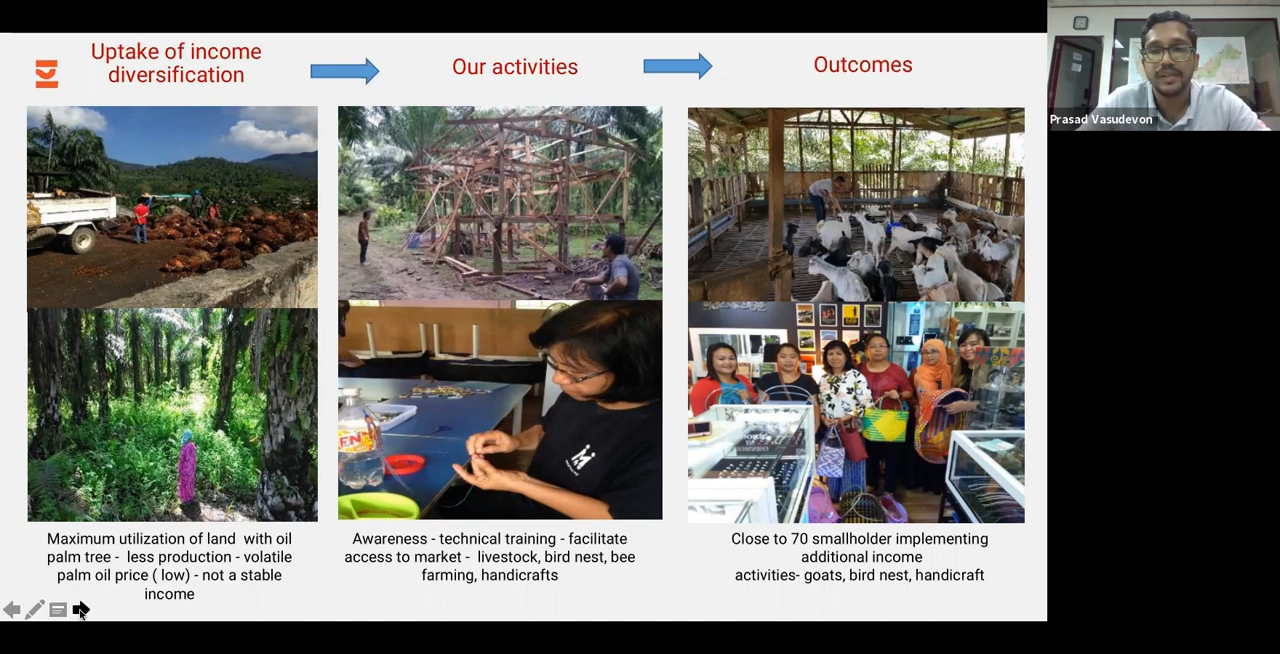 Uptake of income
diversification
Our activities
Outcomes
Prasad Vasudevon
Maximum utilization of land with oil
palm tree - less production - volatile
palm oil price ( low) - not a stable
income
Awareness - technical training - facilitate
access to market - livestock, bird nest, bee
farming, handicrafts
Close to 70 smallholder implementing
additional income
activities- goats, bird nest, handicraft